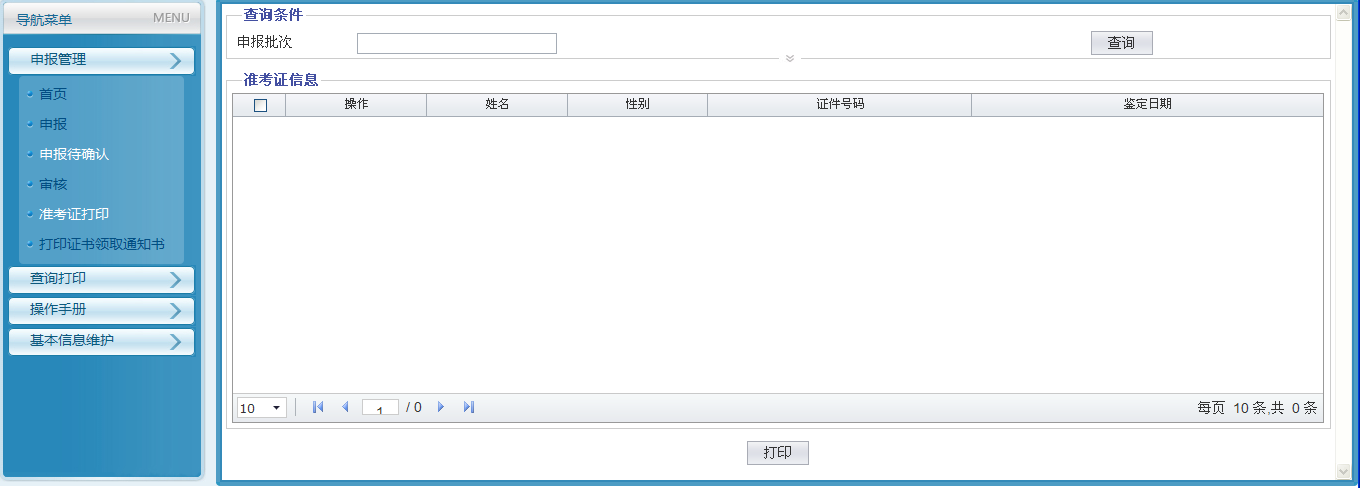 导航菜单 MENU
申报管理
首页
申报
申报待确认
审核
准考证打印
打印证书领取通知书
查询打印
操作手册
基本信息维护
查询条件
申报批次 查询
准考证信息
操作 姓名 性别 证件号码 鉴定日期
10 1 / 0 每页 10 条,共 0 条
打印